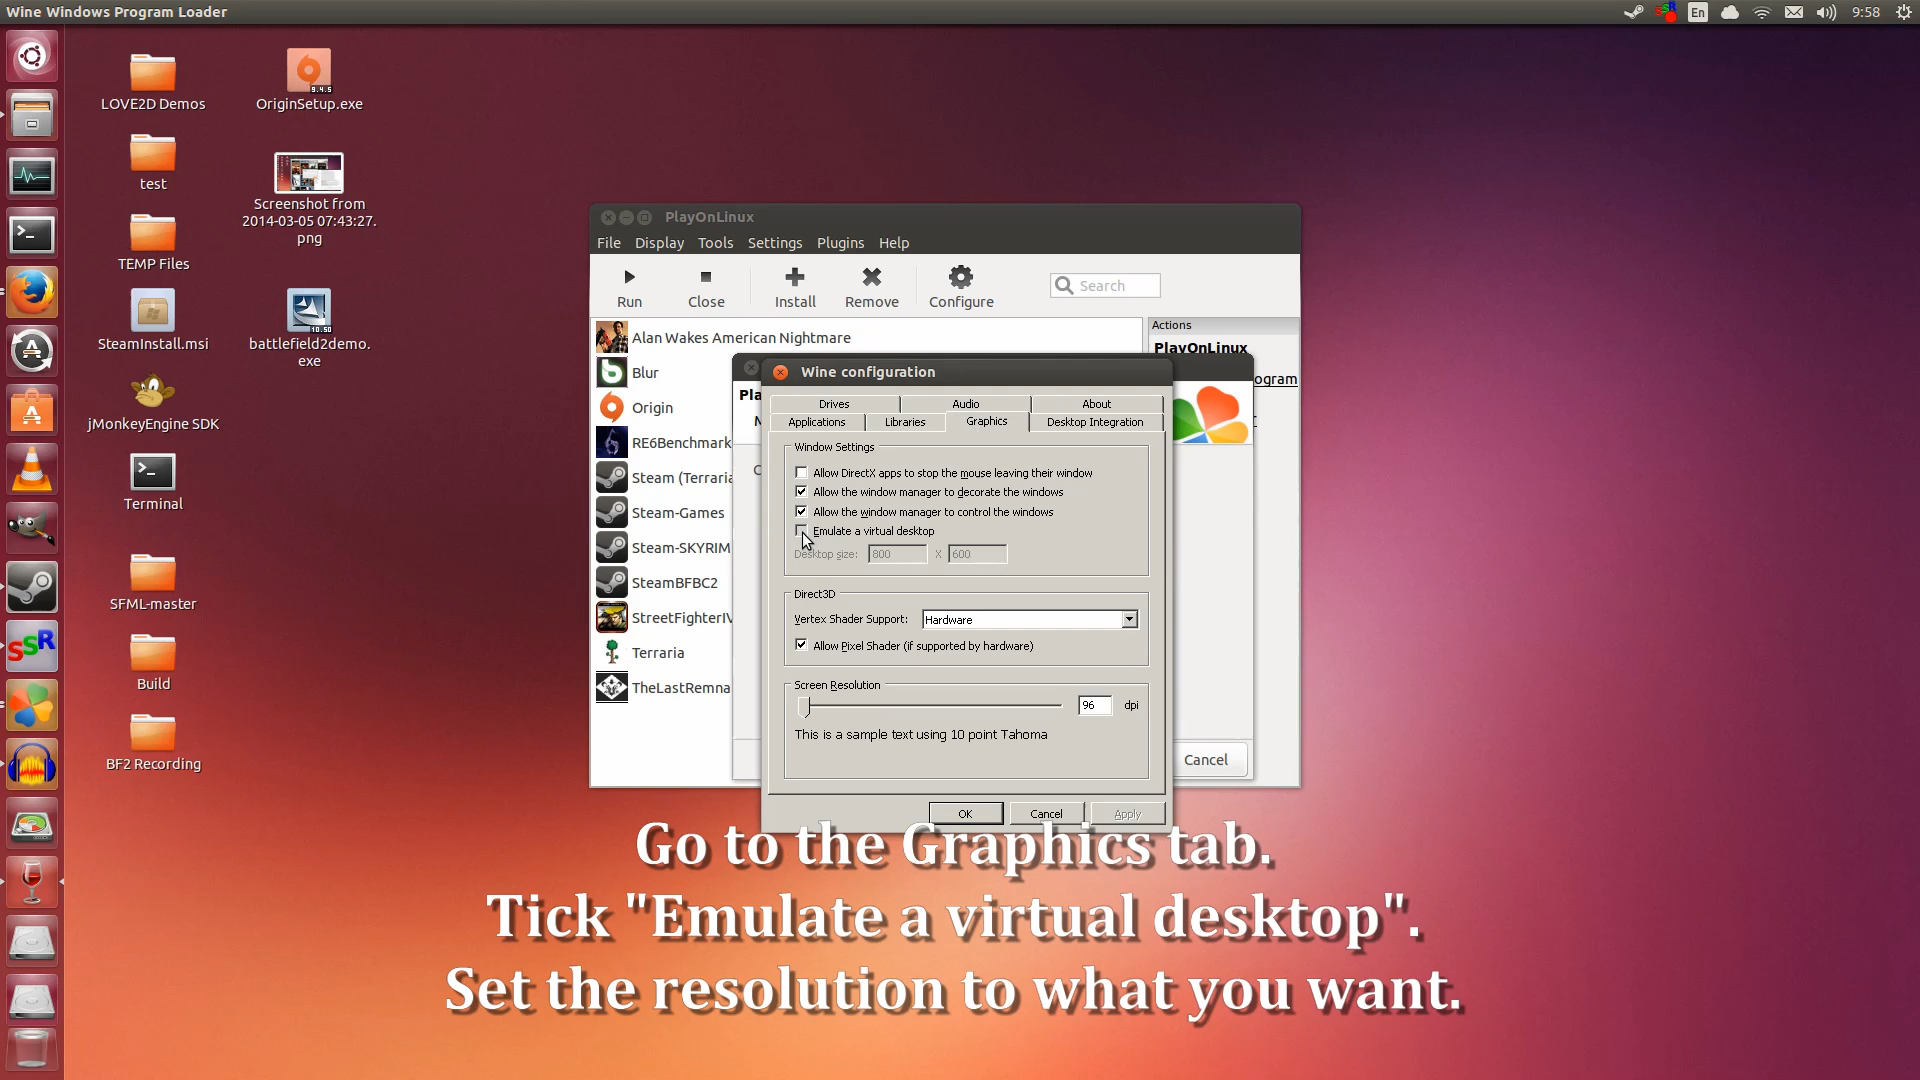 Wine Windows Program Loader
En
9:58
LOVE2D Demos
OriginSetup.exe
9.4.5
test
Screenshot from
2014-03-05 07:43:27.
png
TEMP Files
SteamInstall.msi
10.50
battlefield2demo.
exe
jMonkeyEngine SDK
Terminal
SFML-master
Build
BF2 Recording
SSR
PlayOnLinux
File Display Tools Settings Plugins Help
Run Close Install Remove Configure
Search
Actions
PlayOnLinux
ogram
Alan Wakes American Nightmare
Blur
Origin
RE6Benchmark
Steam (Terraria
Steam-Games
Steam-SKYRIM
SteamBFBC2
StreetFighterIV
Terraria
TheLastRemna
Pla
Cancel
Wine configuration
Drives Audio About
Applications Libraries Graphics Desktop Integration
Window Settings
Allow DirectX apps to stop the mouse leaving their window
Allow the window manager to decorate the windows
Allow the window manager to control the windows
Emulate a virtual desktop
Desktop size: 800 X 600
Direct3D
Vertex Shader Support: Hardware
Allow Pixel Shader (if supported by hardware)
Screen Resolution
96 dpi
This is a sample text using 10 point Tahoma
OK Cancel Apply
Go to the Graphics tab.
Tick "Emulate a virtual desktop".
Set the resolution to what you want.